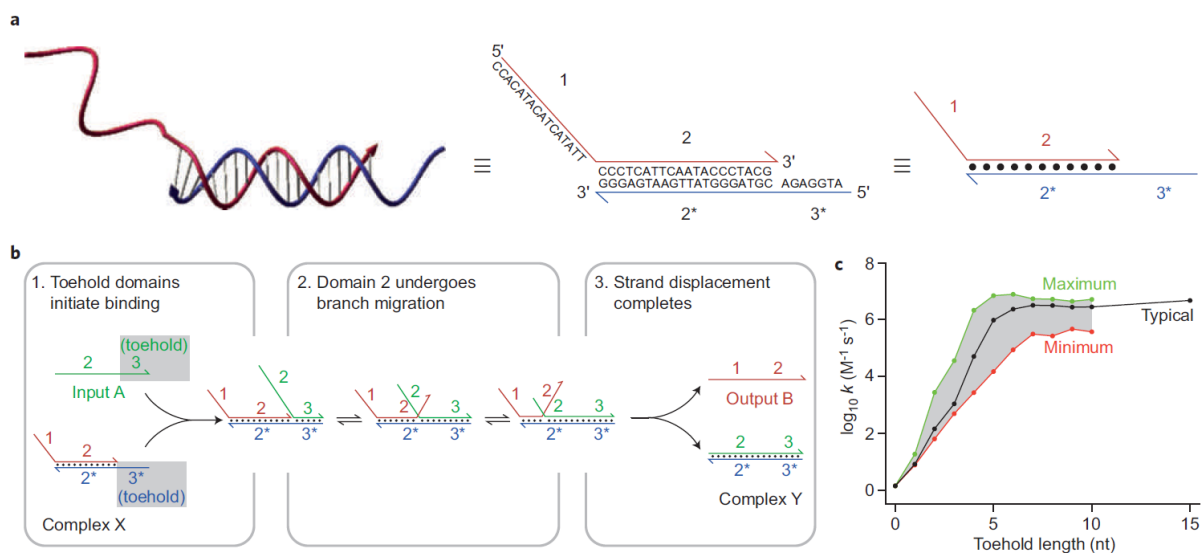 a
5'
CCACATACATCATATT
1
2
CCCTCATTCAATACCCTACG
3'
GGGAGTAAGTTATGGGATGC AGAGGTA
3'
5'
2*
3*
≡
≡
1
2
2*
3*
b
1. Toehold domains
initiate binding
(toehold)
2
3
Input A
1
2
2*
3*
(toehold)
Complex X
2. Domain 2 undergoes
branch migration
1
2
2
3
2*
3*
1
2
2
3
2*
3*
1
2
2
3
2*
3*
3. Strand displacement
completes
1
2
Output B
2
3
2*
3*
Complex Y
c
8
6
4
2
0
log10 k (M-1 s-1)
Maximum
Typical
Minimum
0
5
10
15
Toehold length (nt)